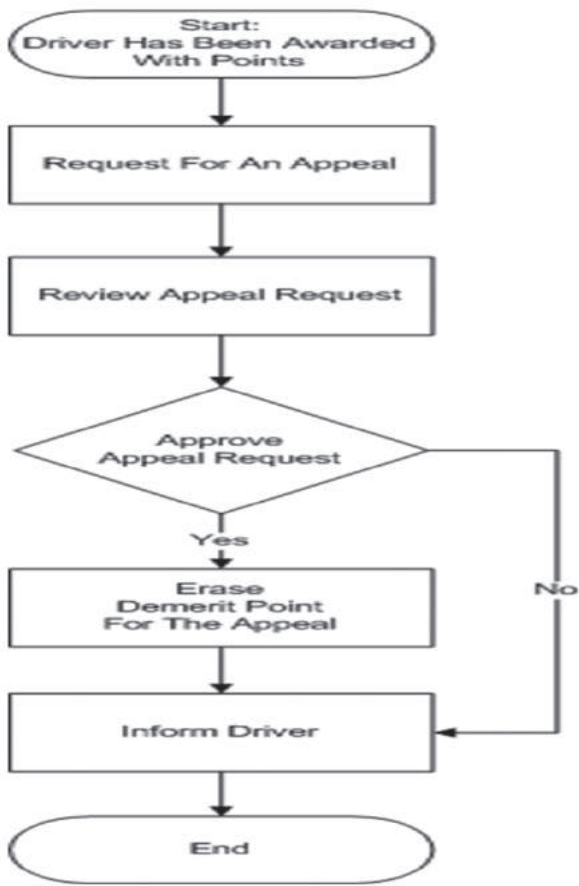 Start:
Driver Has Been Awarded
With Points
Request For An Appeal
Review Appeal Request
Approve
Appeal Request
Yes
Erase
Demerit Point
For The Appeal
No
Inform Driver
End